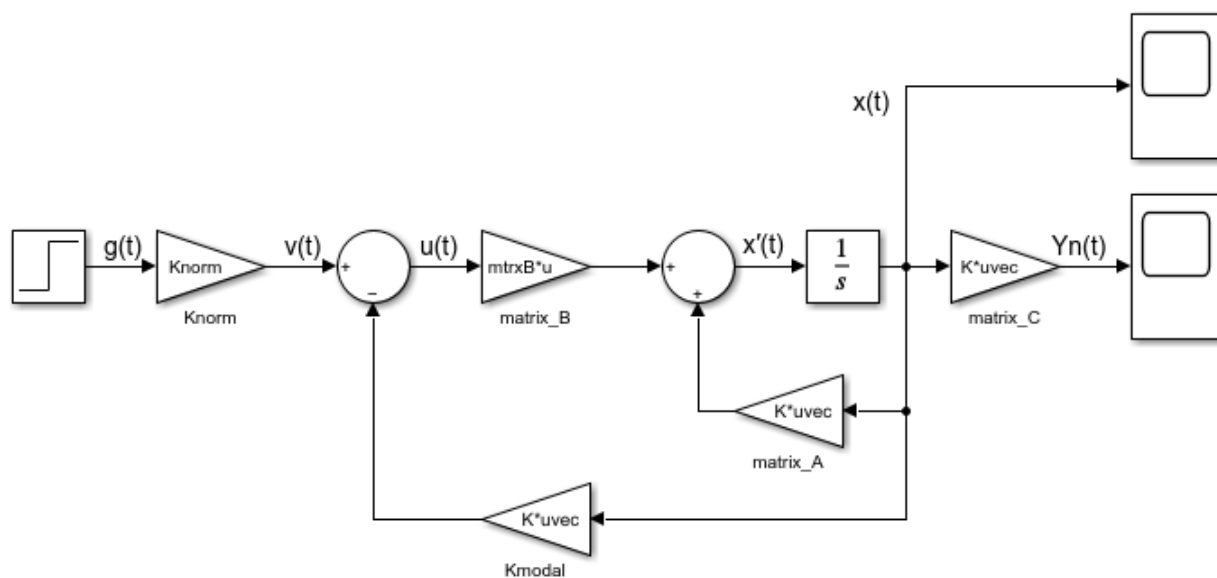 x(t)
g(t)
Knorm
Knorm
v(t)
+
−
u(t)
mtrxB*u
matrix_B
+
+
x'(t)
1
s
K*uvec
matrix_C
Yn(t)
K*uvec
matrix_A
K*uvec
Kmodal